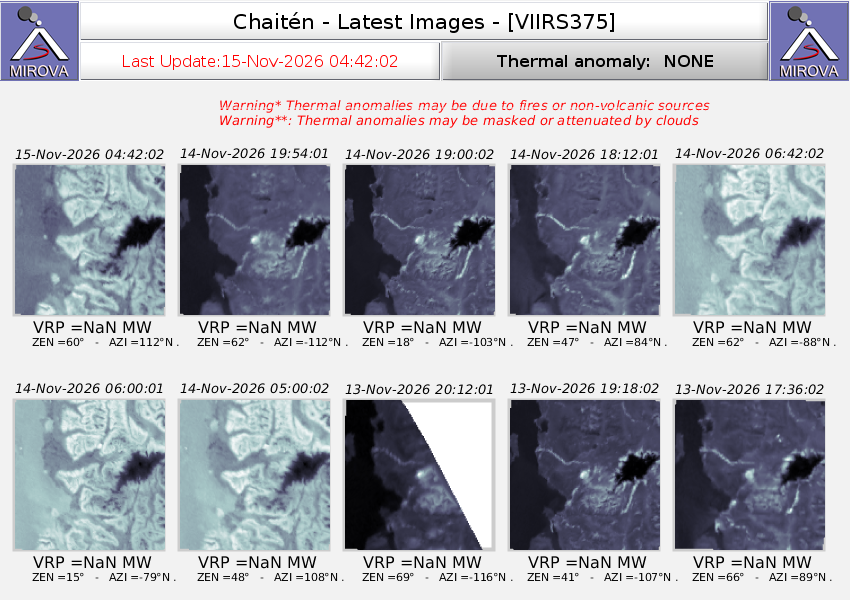 Chaitén - Latest Images - [VIIRS375]
MIROVA
Last Update:15-Nov-2026 04:42:02
Thermal anomaly: NONE
MIROVA
Warning* Thermal anomalies may be due to fires or non-volcanic sources
Warning**: Thermal anomalies may be masked or attenuated by clouds
15-Nov-2026 04:42:02 14-Nov-2026 19:54:01 14-Nov-2026 19:00:02 14-Nov-2026 18:12:01 14-Nov-2026 06:42:02
VRP =NaN MW VRP =NaN MW VRP =NaN MW VRP =NaN MW VRP =NaN MW
ZEN =60° - AZI =112°N . ZEN =62° - AZI =-112°N . ZEN =18° - AZI =-103°N . ZEN =47° - AZI =84°N . ZEN =62° - AZI =-88°N .
14-Nov-2026 06:00:01 14-Nov-2026 05:00:02 13-Nov-2026 20:12:01 13-Nov-2026 19:18:02 13-Nov-2026 17:36:02
VRP =NaN MW VRP =NaN MW VRP =NaN MW VRP =NaN MW VRP =NaN MW
ZEN =15° - AZI =-79°N . ZEN =48° - AZI =108°N . ZEN =69° - AZI =-116°N . ZEN =41° - AZI =-107°N . ZEN =66° - AZI =89°N .